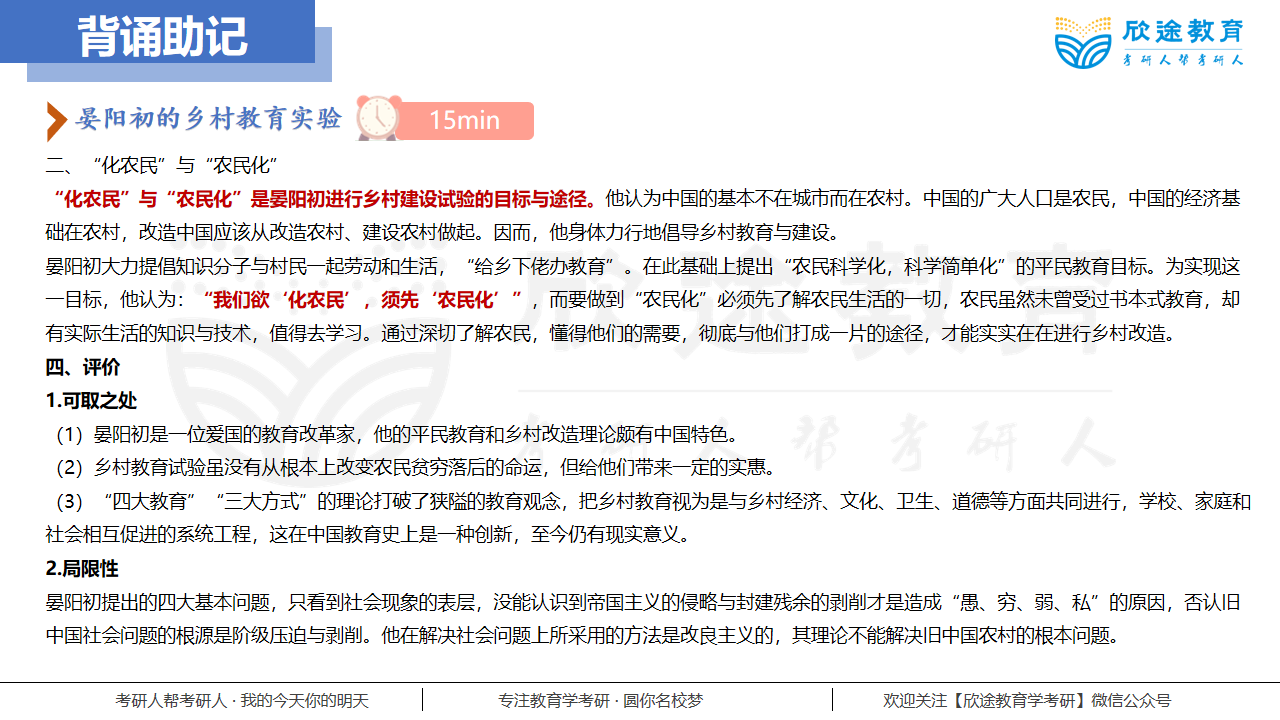 背诵助记
欣途教育
考研人帮考研人
晏阳初的乡村教育实验
15min
二、“化农民”与“农民化”
“化农民”与“农民化”是晏阳初进行乡村建设试验的目标与途径。他认为中国的基本不在城市而在农村。中国的广大人口是农民，中国的经济基
础在农村，改造中国应该从改造农村、建设农村做起。因而，他身体力行地倡导乡村教育与建设。
晏阳初大力提倡知识分子与村民一起劳动和生活，“给乡下佬办教育”。在此基础上提出“农民科学化，科学简单化”的平民教育目标。为实现这
一目标，他认为：“我们欲‘化农民’，须先‘农民化’”，而要做到“农民化”必须先了解农民生活的一切，农民虽然未曾受过书本式教育，却
有实际生活的知识与技术，值得去学习。通过深切了解农民，懂得他们的需要，彻底与他们打成一片的途径，才能实实在在进行乡村改造。
四、评价
1.可取之处
（1）晏阳初是一位爱国的教育改革家，他的平民教育和乡村改造理论颇有中国特色。
（2）乡村教育试验虽没有从根本上改变农民贫穷落后的命运，但给他们带来一定的实惠。
（3）“四大教育”“三大方式”的理论打破了狭隘的教育观念，把乡村教育视为是与乡村经济、文化、卫生、道德等方面共同进行，学校、家庭和
社会相互促进的系统工程，这在中国教育史上是一种创新，至今仍有现实意义。
2.局限性
晏阳初提出的四大基本问题，只看到社会现象的表层，没能认识到帝国主义的侵略与封建残余的剥削才是造成“愚、穷、弱、私”的原因，否认旧
中国社会问题的根源是阶级压迫与剥削。他在解决社会问题上所采用的方法是改良主义的，其理论不能解决旧中国农村的根本问题。
欣途教育
考研人帮考研人
考研人帮考研人·我的今天你的明天
专注教育学考研·圆你名校梦
欢迎关注【欣途教育学考研】微信公众号